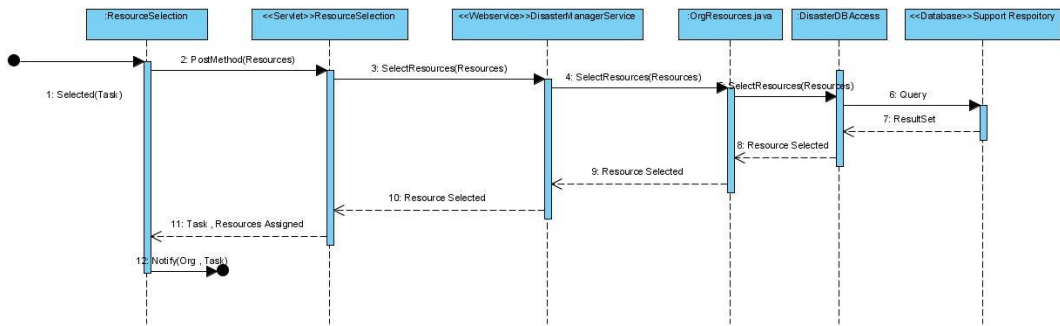 :ResourceSelection
<<Servlet>>ResourceSelection
<<Webservice>>DisasterManagerService
:OrgResources.java
:DisasterDBAccess
<<Database>>Support Respoitory
1: Selected(Task)
2: PostMethod(Resources)
3: SelectResources(Resources)
4: SelectResources(Resources)
5: SelectResources(Resources)
6: Query
7: ResultSet
8: Resource Selected
9: Resource Selected
10: Resource Selected
11: Task , Resources Assigned
12: Notify(Org , Task)